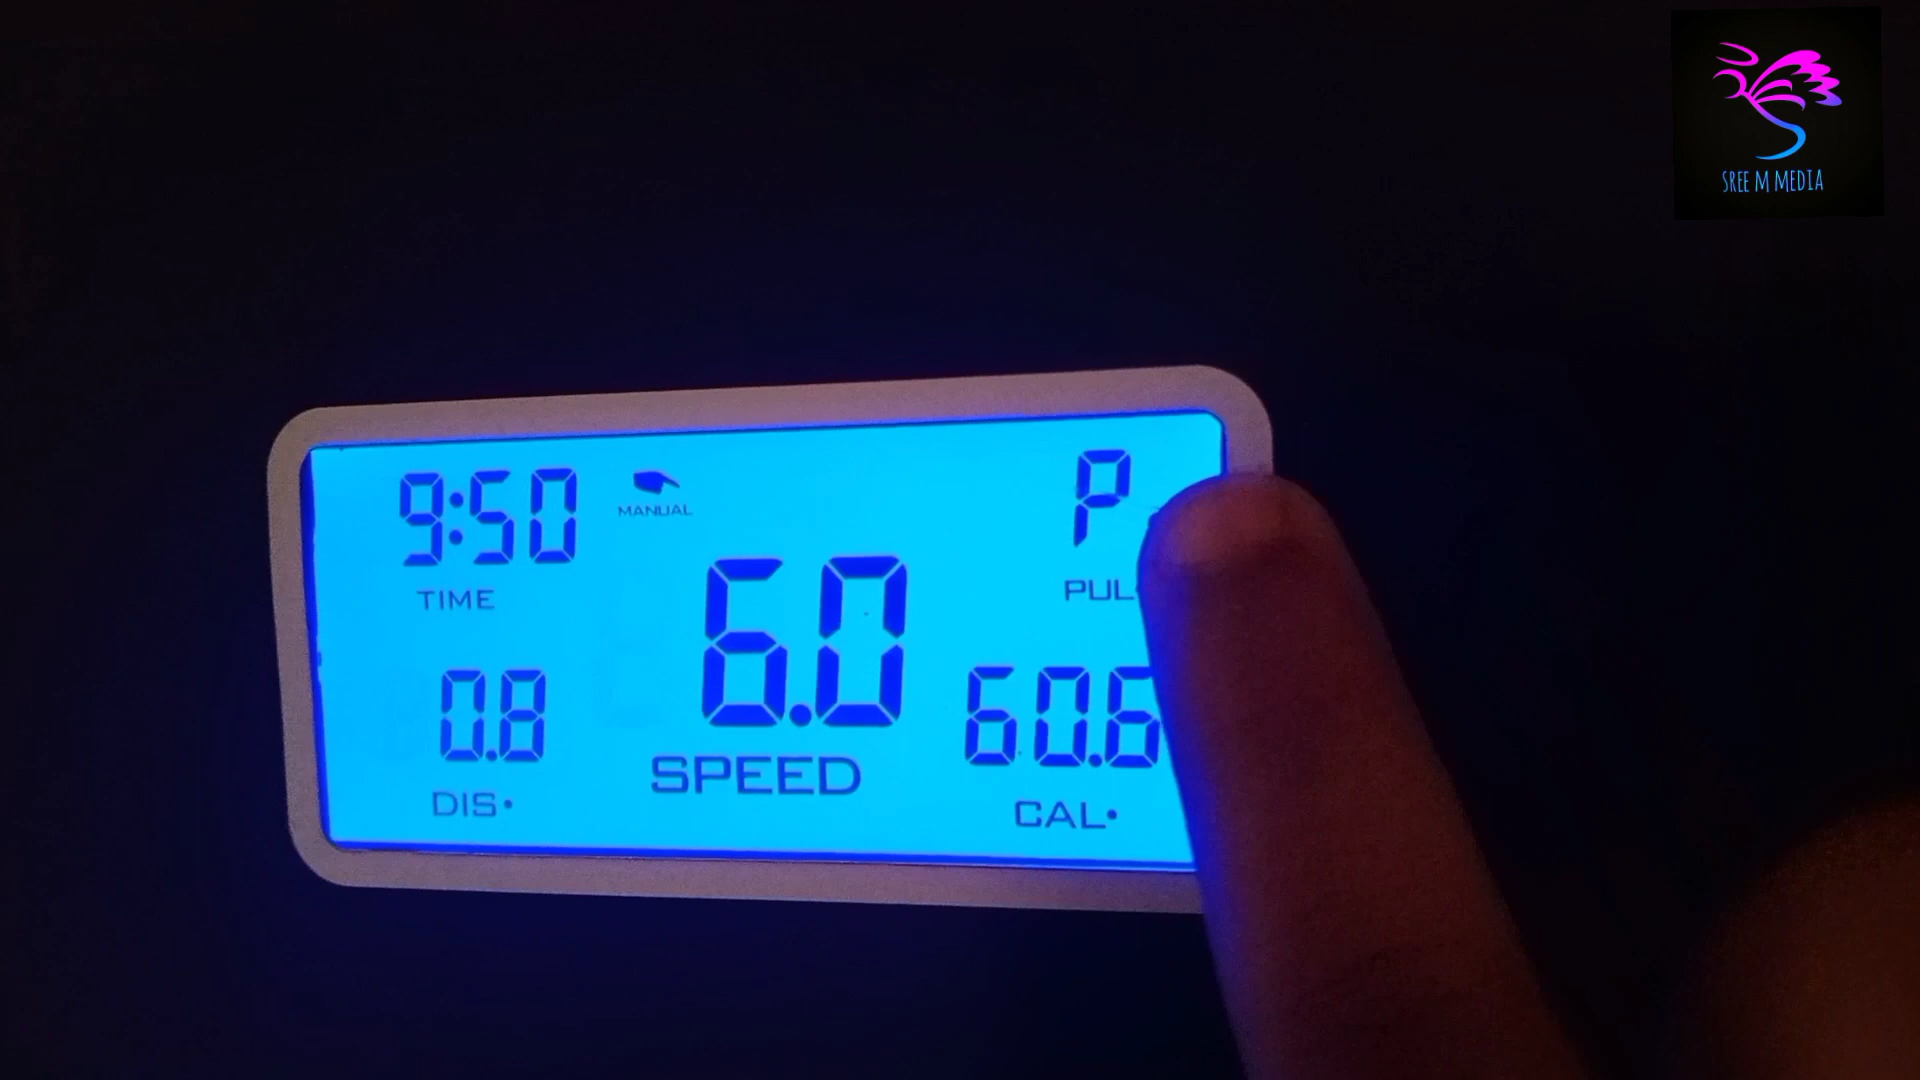 9:50
MANUAL
P
TIME
6.0
PUL
0.8
60.6
SPEED
DIS•
CAL•
SREE M MEDIA